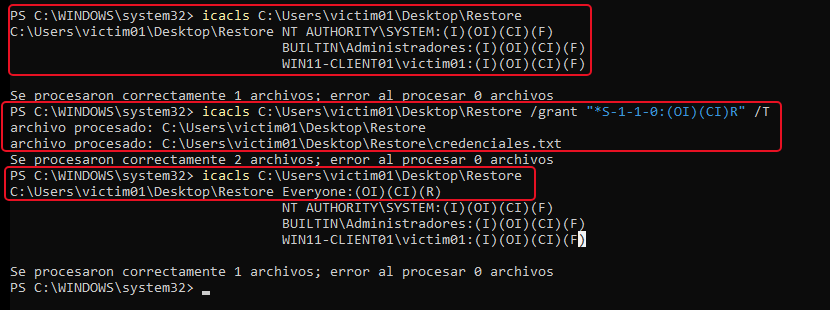 PS C:\WINDOWS\system32> icacls C:\Users\victim01\Desktop\Restore
C:\Users\victim01\Desktop\Restore NT AUTHORITY\SYSTEM:(I)(OI)(CI)(F)
BUILTIN\Administradores:(I)(OI)(CI)(F)
WIN11-CLIENT01\victim01:(I)(OI)(CI)(F)
Se procesaron correctamente 1 archivos; error al procesar 0 archivos
PS C:\WINDOWS\system32> icacls C:\Users\victim01\Desktop\Restore /grant "*S-1-1-0:(OI)(CI)R" /T
archivo procesado: C:\Users\victim01\Desktop\Restore
archivo procesado: C:\Users\victim01\Desktop\Restore\credenciales.txt
Se procesaron correctamente 2 archivos; error al procesar 0 archivos
PS C:\WINDOWS\system32> icacls C:\Users\victim01\Desktop\Restore
C:\Users\victim01\Desktop\Restore Everyone:(OI)(CI)(R)
NT AUTHORITY\SYSTEM:(I)(OI)(CI)(F)
BUILTIN\Administradores:(I)(OI)(CI)(F)
WIN11-CLIENT01\victim01:(I)(OI)(CI)(F)
Se procesaron correctamente 1 archivos; error al procesar 0 archivos
PS C:\WINDOWS\system32>